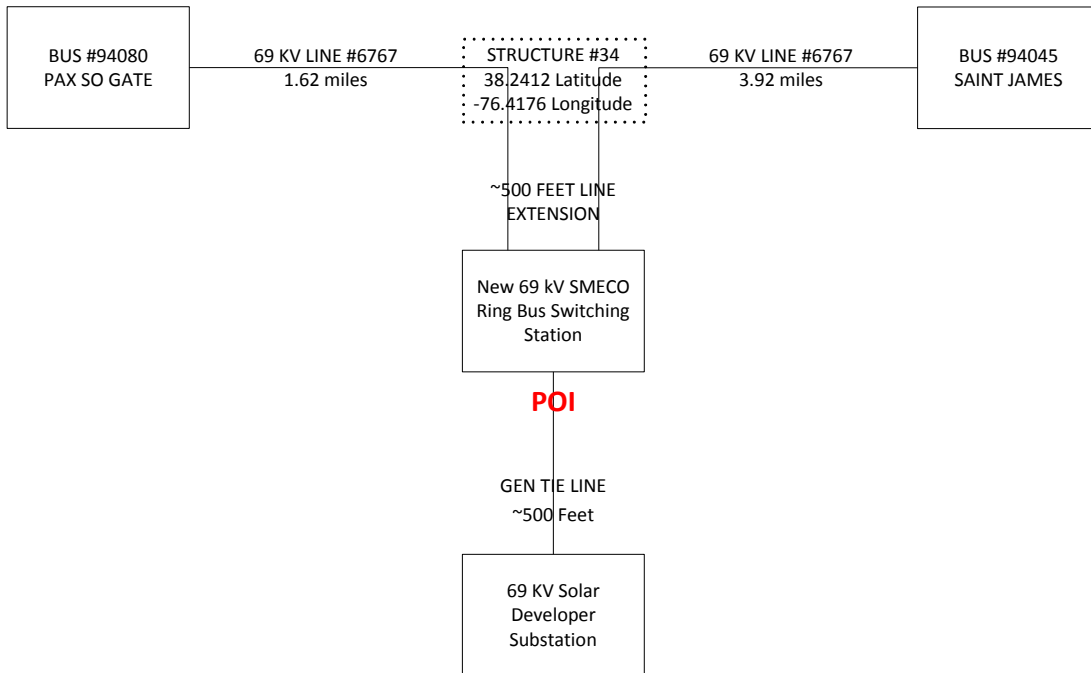 BUS #94080
PAX SO GATE
69 KV LINE #6767
1.62 miles
STRUCTURE #34
38.2412 Latitude
-76.4176 Longitude
69 KV LINE #6767
3.92 miles
BUS #94045
SAINT JAMES
~500 FEET LINE
EXTENSION
New 69 kV SMECO
Ring Bus Switching
Station
POI
GEN TIE LINE
~500 Feet
69 KV Solar
Developer
Substation